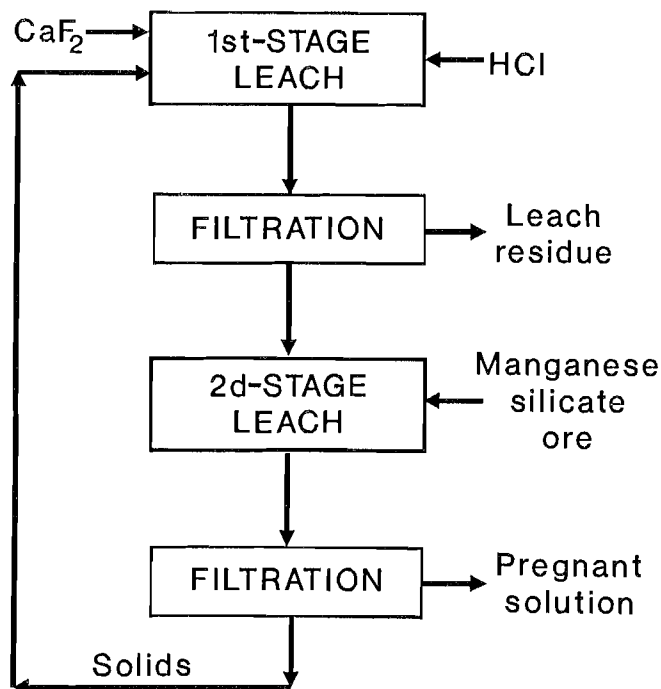 CaF2
1st-STAGE
LEACH
HCl
FILTRATION
Leach
residue
2d-STAGE
LEACH
Manganese
silicate
ore
FILTRATION
Pregnant
solution
Solids